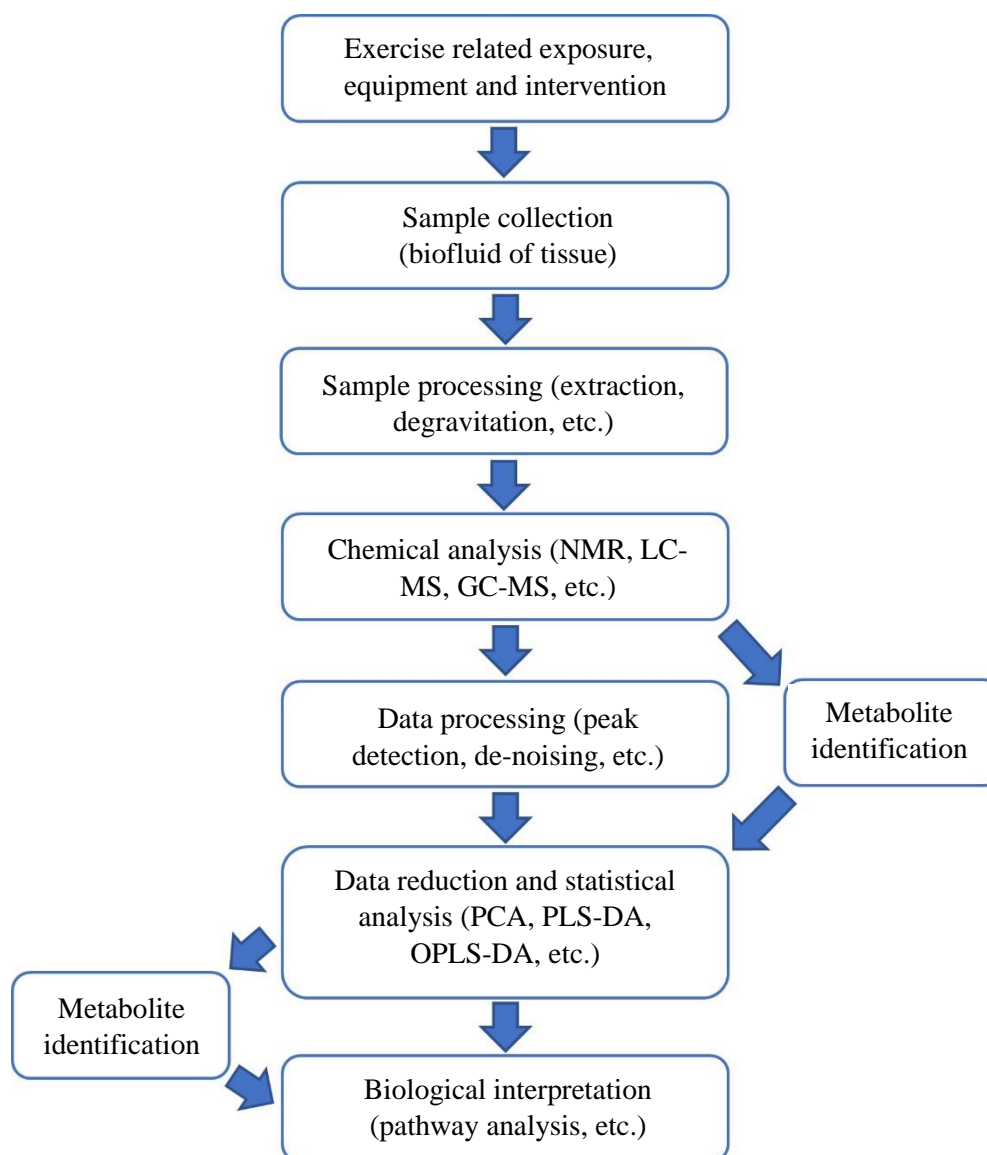 Exercise related exposure,
equipment and intervention
Sample collection
(biofluid of tissue)
Sample processing (extraction,
degravitation, etc.)
Chemical analysis (NMR, LC-
MS, GC-MS, etc.)
Data processing (peak
detection, de-noising, etc.)
Metabolite
identification
Data reduction and statistical
analysis (PCA, PLS-DA,
OPLS-DA, etc.)
Metabolite
identification
Biological interpretation
(pathway analysis, etc.)